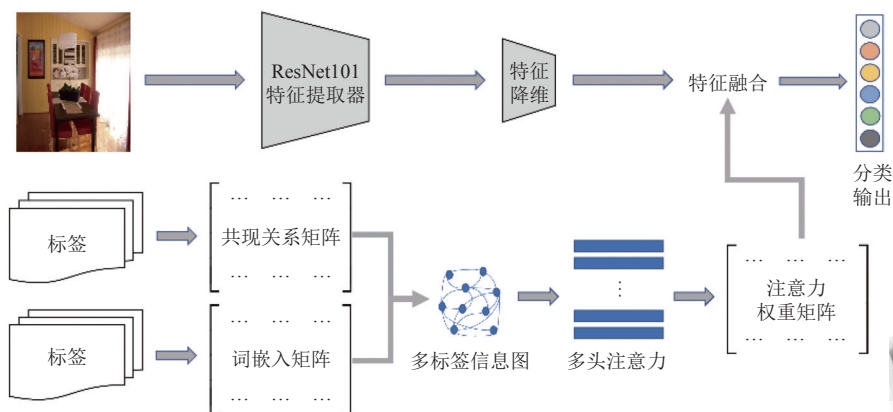 ResNet101
特征提取器
特征
降维
特征融合
分类
输出
标签
… … …
共现关系矩阵
… … …
标签
… … …
词嵌入矩阵
… … …
多标签信息图
⋮
多头注意力
… … …
注意力
权重矩阵
… … …